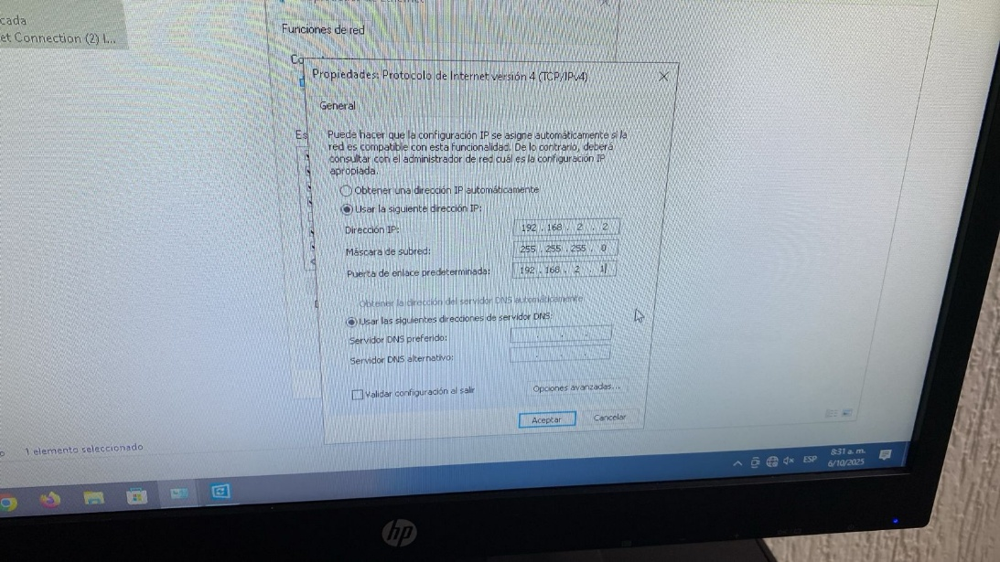 cada
et Connection (2) I...
Funciones de red
Propiedades: Protocolo de Internet versión 4 (TCP/IPv4)
General
Es
Puede hacer que la configuración IP se asigne automáticamente si la
red es compatible con esta funcionalidad. De lo contrario, deberá
consultar con el administrador de red cuál es la configuración IP
apropiada.
Obtener una dirección IP automáticamente
Usar la siguiente dirección IP:
Dirección IP: 192 . 168 . 2 . 2
Máscara de subred: 255 . 255 . 255 . 0
Puerta de enlace predeterminada: 192 . 168 . 2 . 1
Obtener la dirección del servidor DNS automáticamente
Usar las siguientes direcciones de servidor DNS:
Servidor DNS preferido:
Servidor DNS alternativo:
Validar configuración al salir
Opciones avanzadas...
Aceptar Cancelar
1 elemento seleccionado
ESP
8:31 a. m.
6/10/2025
hp